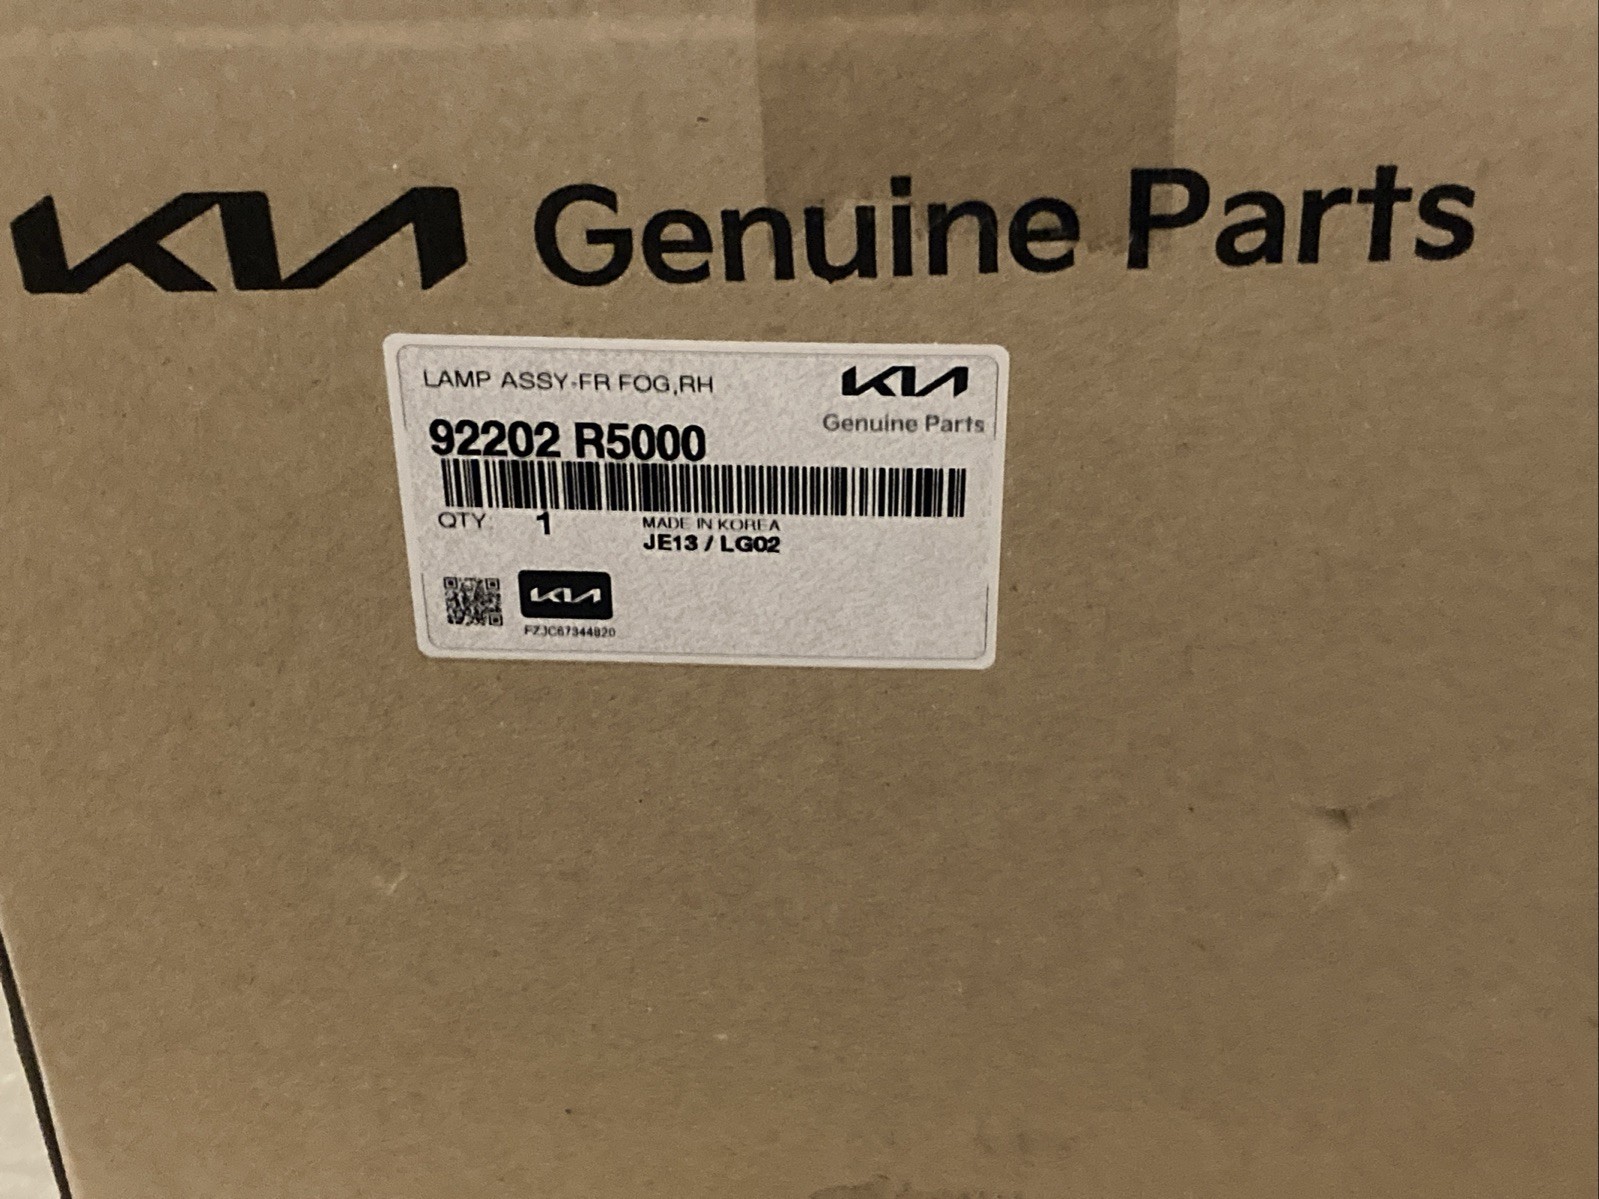 KIA Genuine Parts
LAMP ASSY-FR FOG,RH
KIA
Genuine Parts
92202 R5000
QTY: 1
MADE IN KOREA
JE13 / LG02
KIA
FZJC67344820